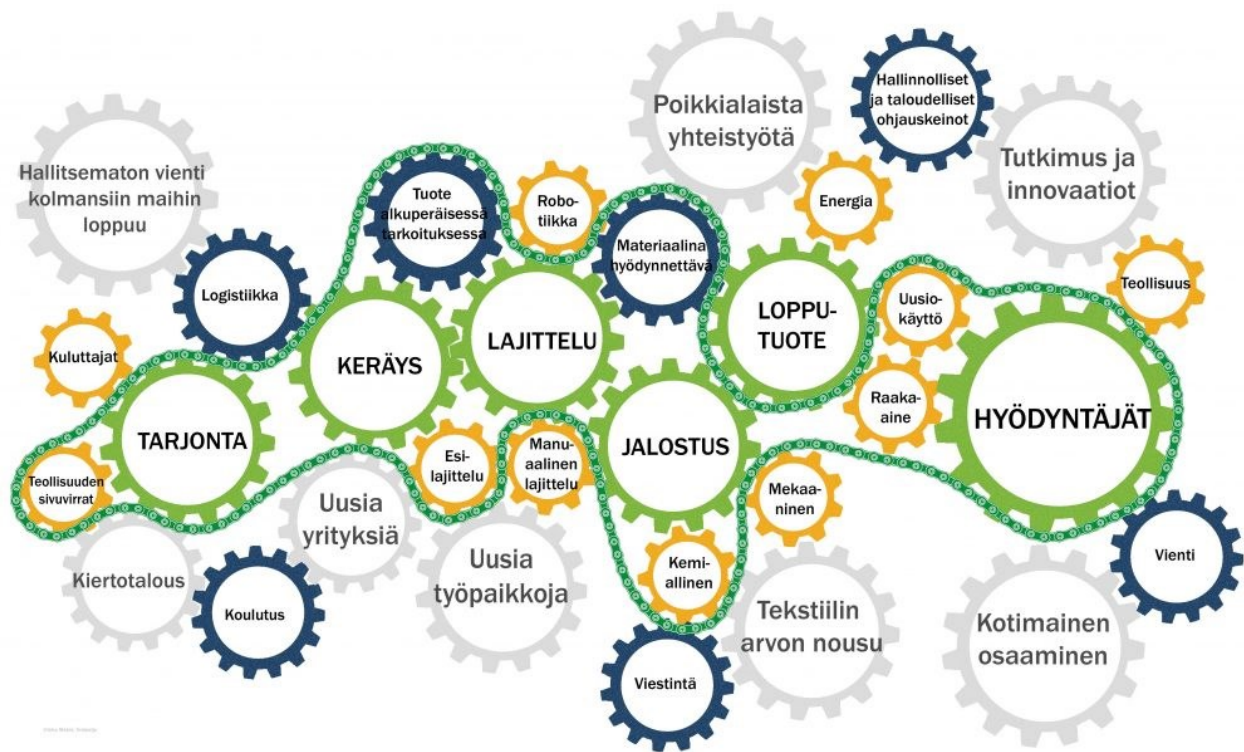 Poikkialaista
yhteistyötä
Hallinnolliset
ja taloudelliset
ohjauskeinot
Tutkimus ja
innovaatiot
Hallitsematon vienti
kolmansiin maihin
loppuu
Tuote
alkuperäisessä
tarkoituksessa
Robo-
tiikka
Energia
Materiaalina
hyödynnettävä
Logistiikka
Teollisuus
Kuluttajat
KERÄYS
LAJITTELU
LOPPU-
TUOTE
Uusio-
käyttö
Raaka-
aine
HYÖDYNTÄJÄT
TARJONTA
Esi-
lajittelu
Manu-
aalinen
lajittelu
JALOSTUS
Teollisuuden
sivuvirrat
Uusia
yrityksiä
Mekaa-
ninen
Kiertotalous
Koulutus
Uusia
työpaikkoja
Kemi-
allinen
Tekstiilin
arvon nousu
Vienti
Kotimainen
osaaminen
Viestintä